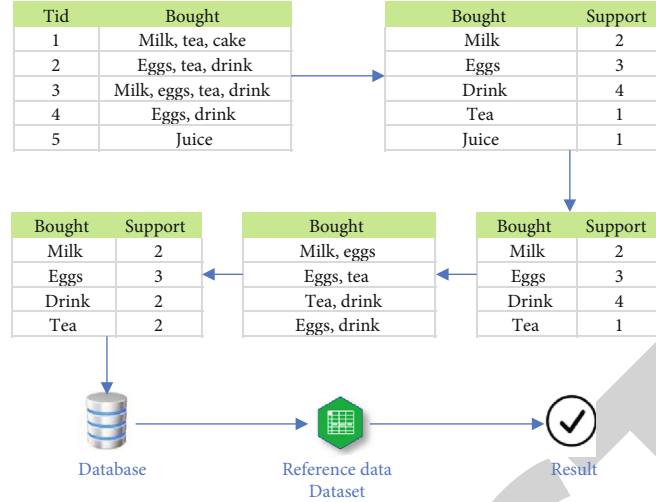 Tid Bought
1 Milk, tea, cake
2 Eggs, tea, drink
3 Milk, eggs, tea, drink
4 Eggs, drink
5 Juice
Bought Support
Milk 2
Eggs 3
Drink 4
Tea 1
Juice 1
Bought Support
Milk 2
Eggs 3
Drink 2
Tea 2
Bought
Milk, eggs
Eggs, tea
Tea, drink
Eggs, drink
Bought Support
Milk 2
Eggs 3
Drink 4
Tea 1
Database
Reference data
Dataset
Result